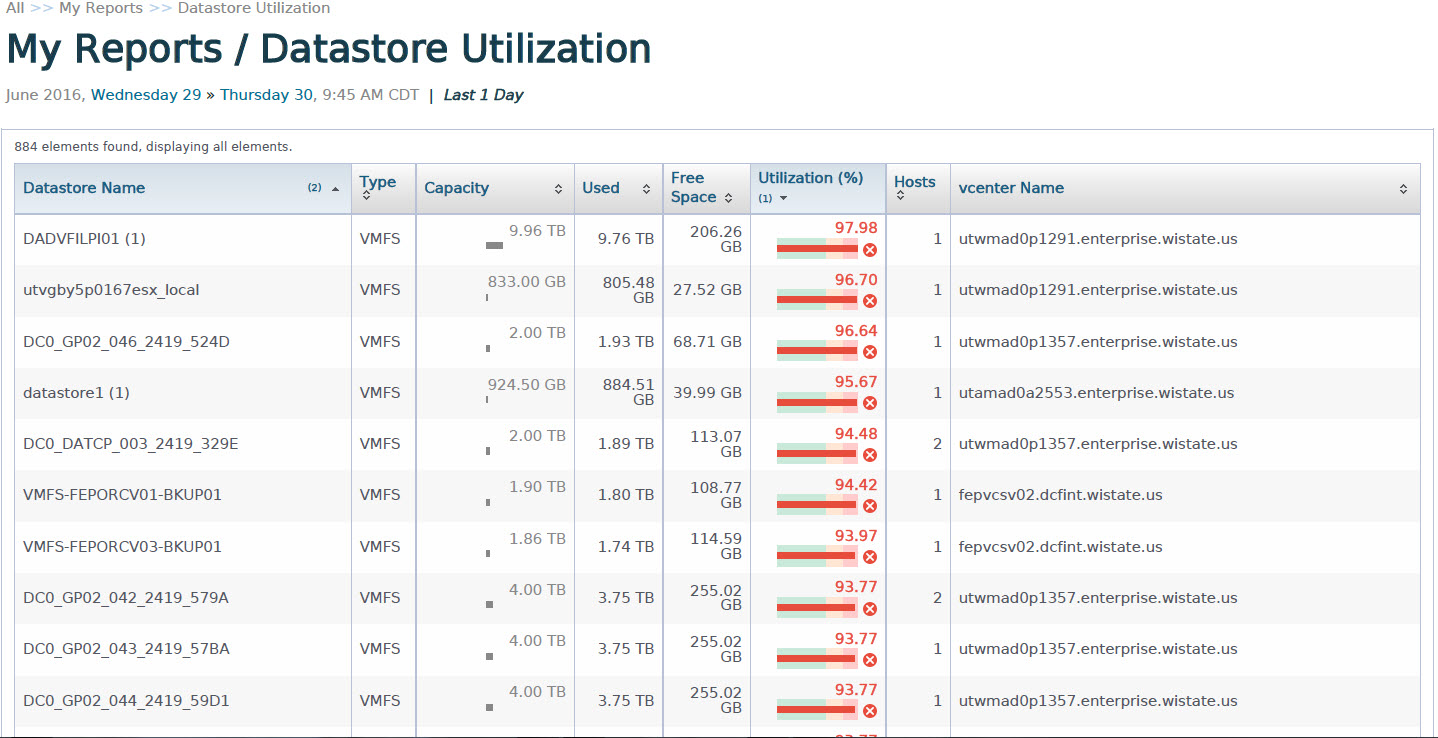 All >> My Reports >> Datastore Utilization
My Reports / Datastore Utilization
June 2016, Wednesday 29 » Thursday 30, 9:45 AM CDT | Last 1 Day
884 elements found, displaying all elements.
Datastore Name (2) Type Capacity Used Free Space Utilization (%) (1) Hosts vcenter Name
DADVFILPI01 (1) VMFS 9.96 TB 9.76 TB 206.26 GB 97.98 1 utwmad0p1291.enterprise.wistate.us
utvgby5p0167esx_local VMFS 833.00 GB 805.48 GB 27.52 GB 96.70 1 utwmad0p1291.enterprise.wistate.us
DC0_GP02_046_2419_524D VMFS 2.00 TB 1.93 TB 68.71 GB 96.64 1 utwmad0p1357.enterprise.wistate.us
datastore1 (1) VMFS 924.50 GB 884.51 GB 39.99 GB 95.67 1 utamad0a2553.enterprise.wistate.us
DC0_DATCP_003_2419_329E VMFS 2.00 TB 1.89 TB 113.07 GB 94.48 2 utwmad0p1357.enterprise.wistate.us
VMFS-FEPORCV01-BKUP01 VMFS 1.90 TB 1.80 TB 108.77 GB 94.42 1 fepvcsv02.dcfint.wistate.us
VMFS-FEPORCV03-BKUP01 VMFS 1.86 TB 1.74 TB 114.59 GB 93.97 1 fepvcsv02.dcfint.wistate.us
DC0_GP02_042_2419_579A VMFS 4.00 TB 3.75 TB 255.02 GB 93.77 2 utwmad0p1357.enterprise.wistate.us
DC0_GP02_043_2419_57BA VMFS 4.00 TB 3.75 TB 255.02 GB 93.77 1 utwmad0p1357.enterprise.wistate.us
DC0_GP02_044_2419_59D1 VMFS 4.00 TB 3.75 TB 255.02 GB 93.77 1 utwmad0p1357.enterprise.wistate.us